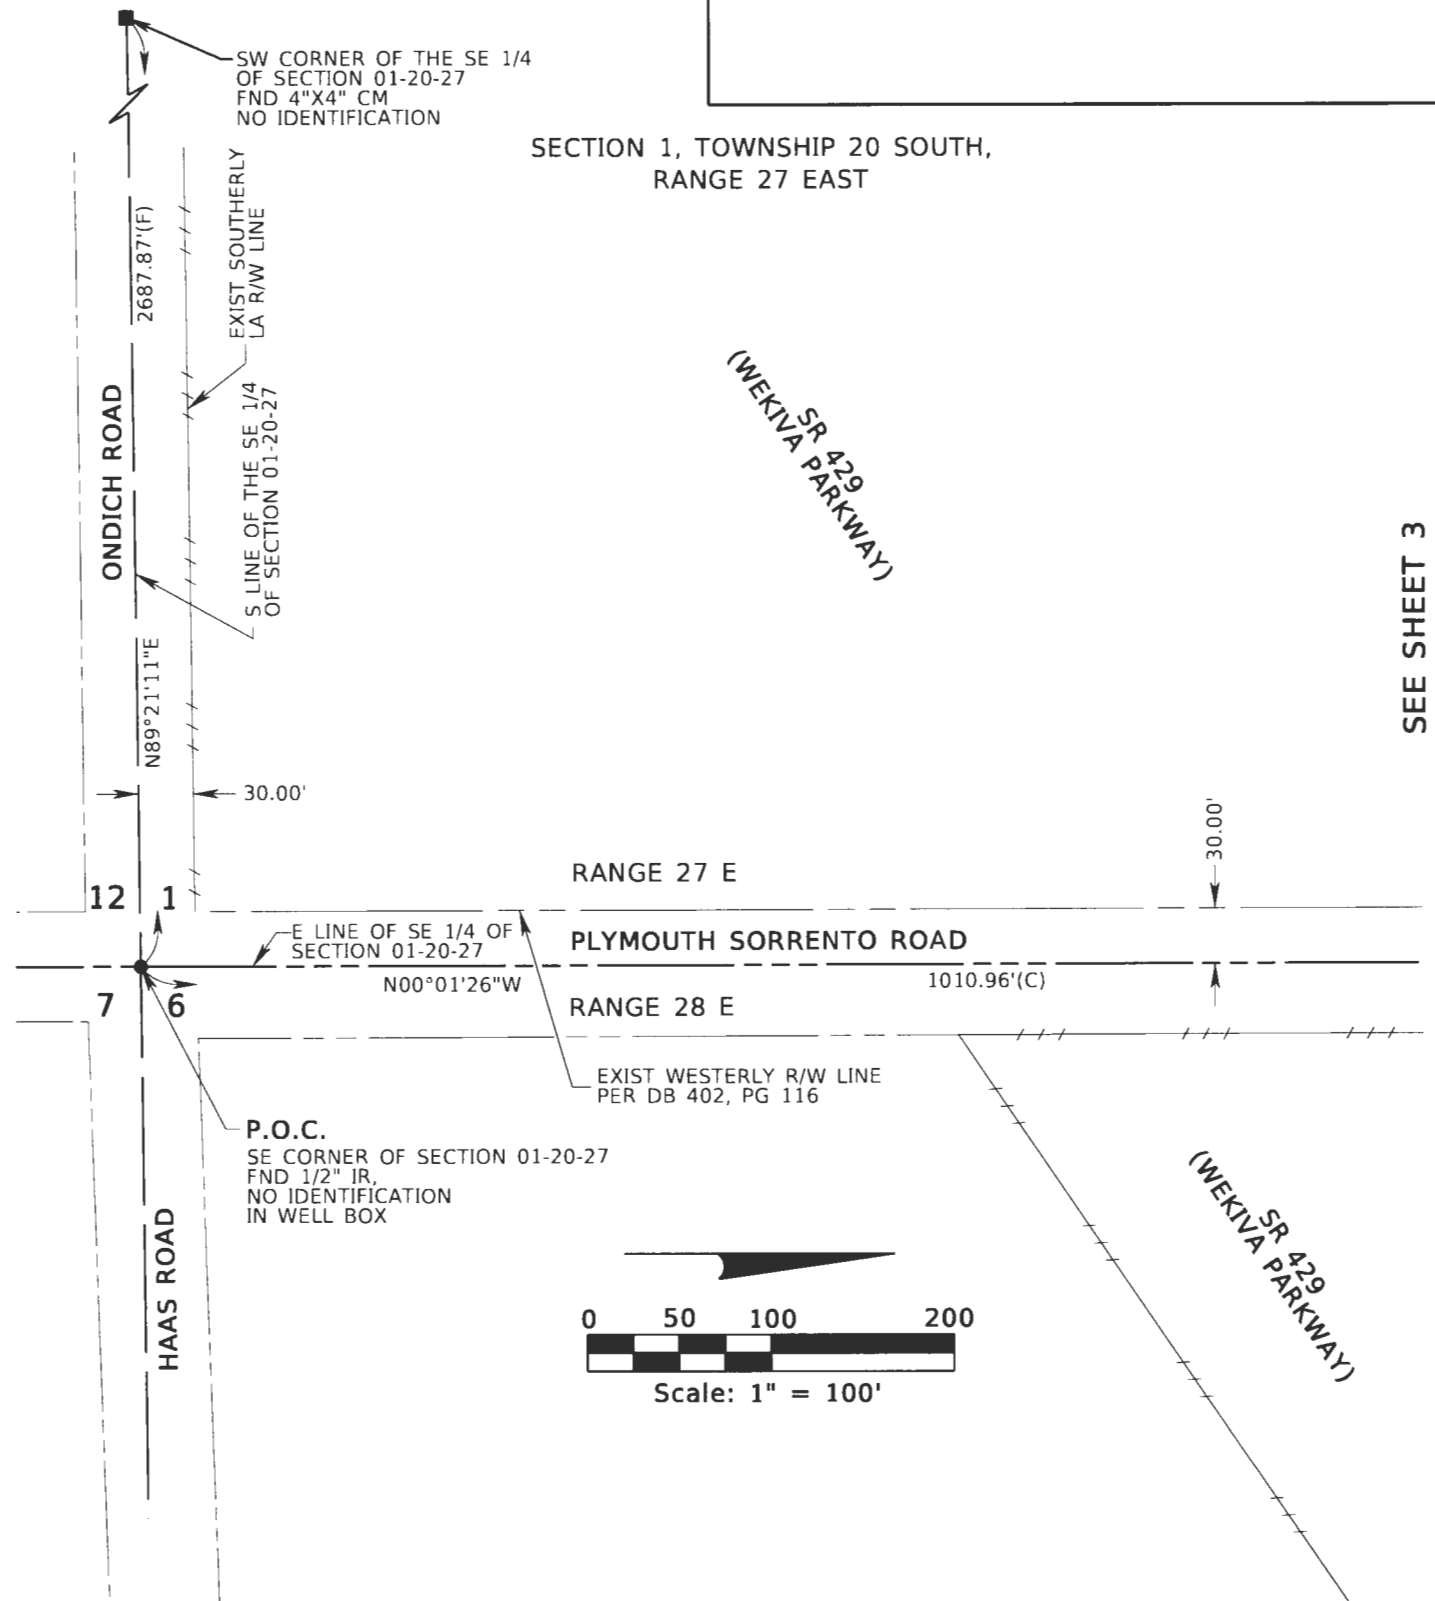 SW CORNER OF THE SE 1/4
OF SECTION 01-20-27
FND 4"X4" CM
NO IDENTIFICATION
SECTION 1, TOWNSHIP 20 SOUTH,
RANGE 27 EAST
2687.87'(F)
EXIST SOUTHERLY
LA R/W LINE
ONDICH ROAD
S LINE OF THE SE 1/4
OF SECTION 01-20-27
N89°21'11"E
30.00'
SR 429
(WEKIVA PARKWAY)
SEE SHEET 3
30.00'
12
1
RANGE 27 E
E LINE OF SE 1/4 OF
SECTION 01-20-27
PLYMOUTH SORRENTO ROAD
N00°01'26"W
1010.96'(C)
7
6
RANGE 28 E
EXIST WESTERLY R/W LINE
PER DB 402, PG 116
P.O.C.
SE CORNER OF SECTION 01-20-27
FND 1/2" IR,
NO IDENTIFICATION
IN WELL BOX
HAAS ROAD
SR 429
(WEKIVA PARKWAY)
0 50 100 200
Scale: 1" = 100'